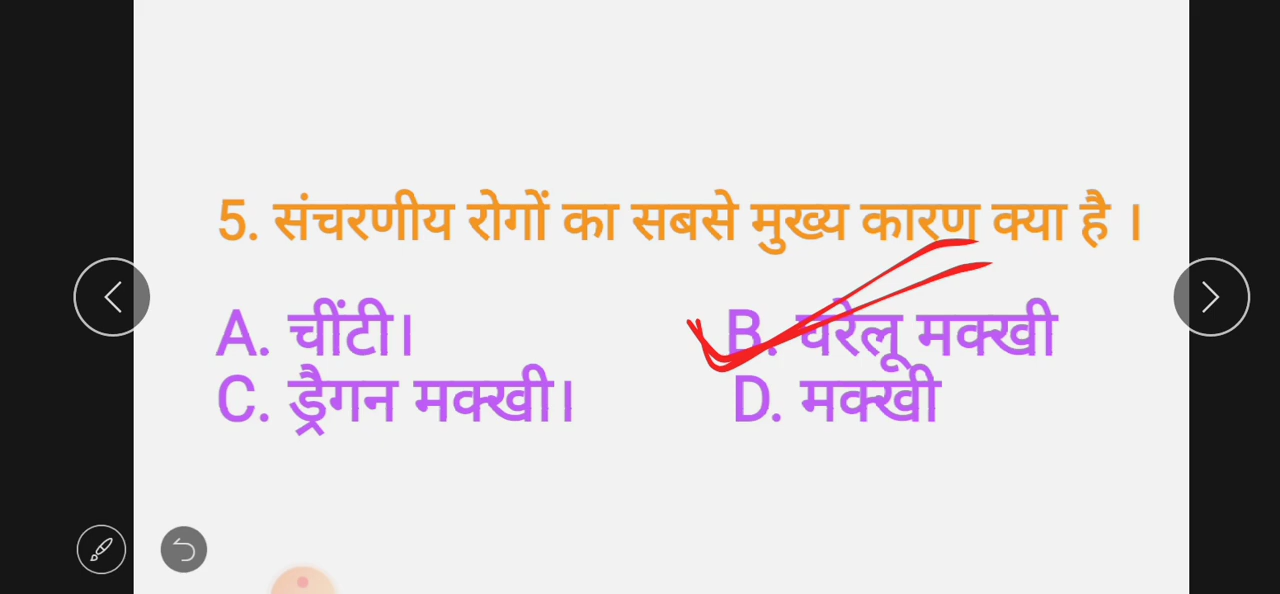 5. संचरणीय रोगों का सबसे मुख्य कारण क्या है ।
A. चींटी। B. घरेलू मक्खी
C. ड्रैगन मक्खी। D. मक्खी